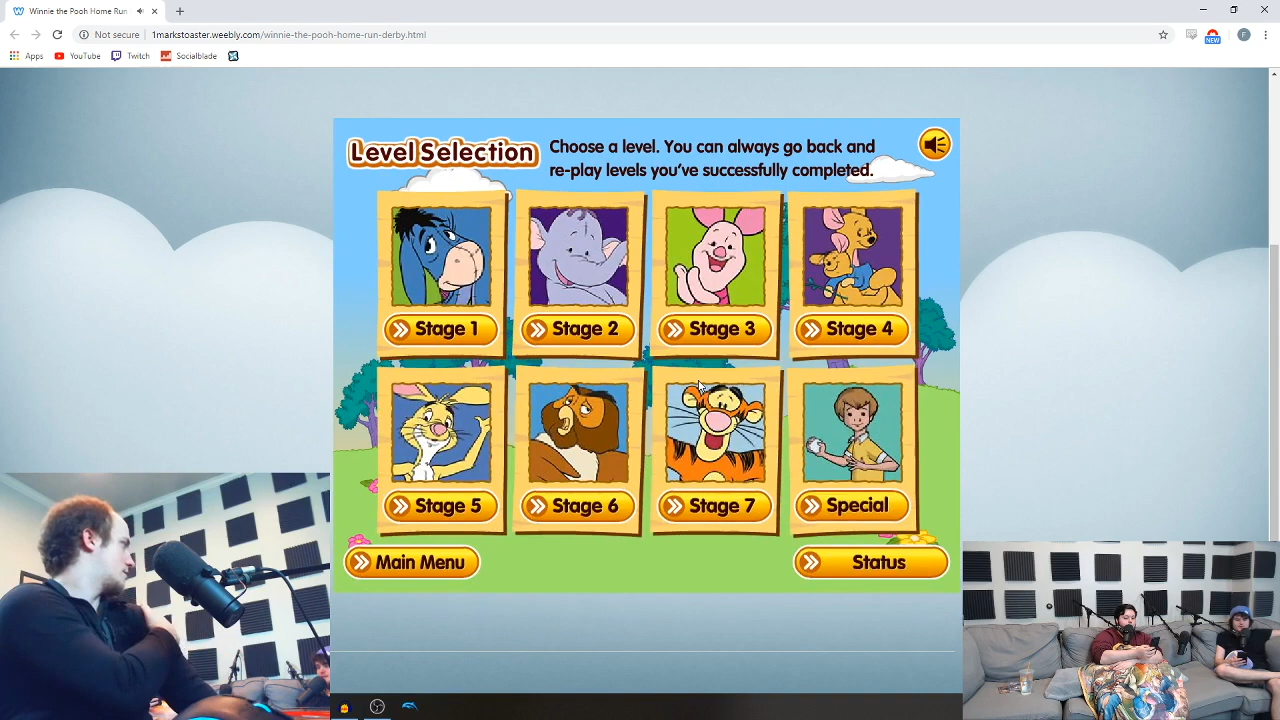 Winnie the Pooh Home Run
Not secure | 1markstoaster.weebly.com/winnie-the-pooh-home-run-derby.html
NEW
F
Apps YouTube Twitch Socialblade
Level Selection
Choose a level. You can always go back and
re-play levels you've successfully completed.
Stage 1 Stage 2 Stage 3 Stage 4
Stage 5 Stage 6 Stage 7 Special
Main Menu Status